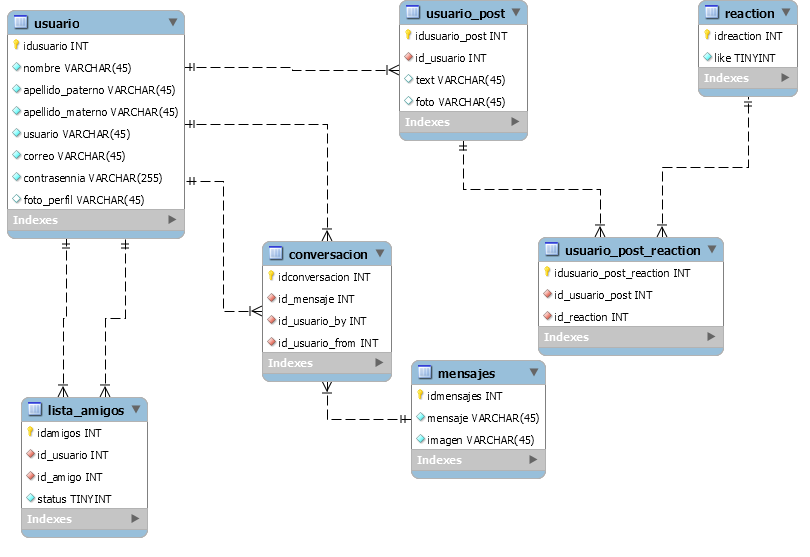 usuario
idusuario INT
nombre VARCHAR(45)
apellido_paterno VARCHAR(45)
apellido_materno VARCHAR(45)
usuario VARCHAR(45)
correo VARCHAR(45)
contrasennia VARCHAR(255)
foto_perfil VARCHAR(45)
Indexes
usuario_post
idusuario_post INT
id_usuario INT
text VARCHAR(45)
foto VARCHAR(45)
Indexes
reaction
idreaction INT
like TINYINT
Indexes
conversacion
idconversacion INT
id_mensaje INT
id_usuario_by INT
id_usuario_from INT
Indexes
usuario_post_reaction
idusuario_post_reaction INT
id_usuario_post INT
id_reaction INT
Indexes
mensajes
idmensajes INT
mensaje VARCHAR(45)
imagen VARCHAR(45)
Indexes
lista_amigos
idamigos INT
id_usuario INT
id_amigo INT
status TINYINT
Indexes